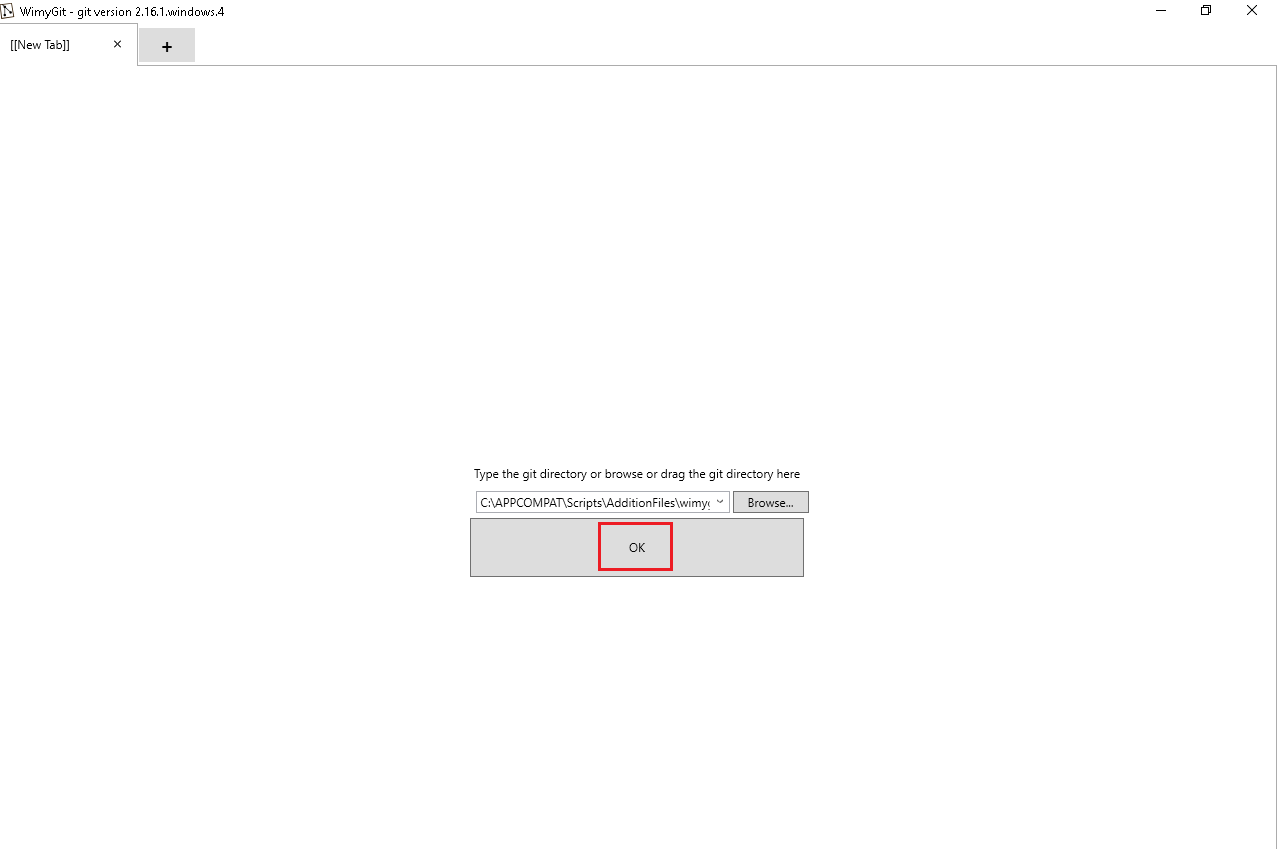 WimyGit - git version 2.16.1.windows.4
[[New Tab]]
Type the git directory or browse or drag the git directory here
C:\APPCOMPAT\Scripts\AdditionFiles\wimyg Browse...
OK